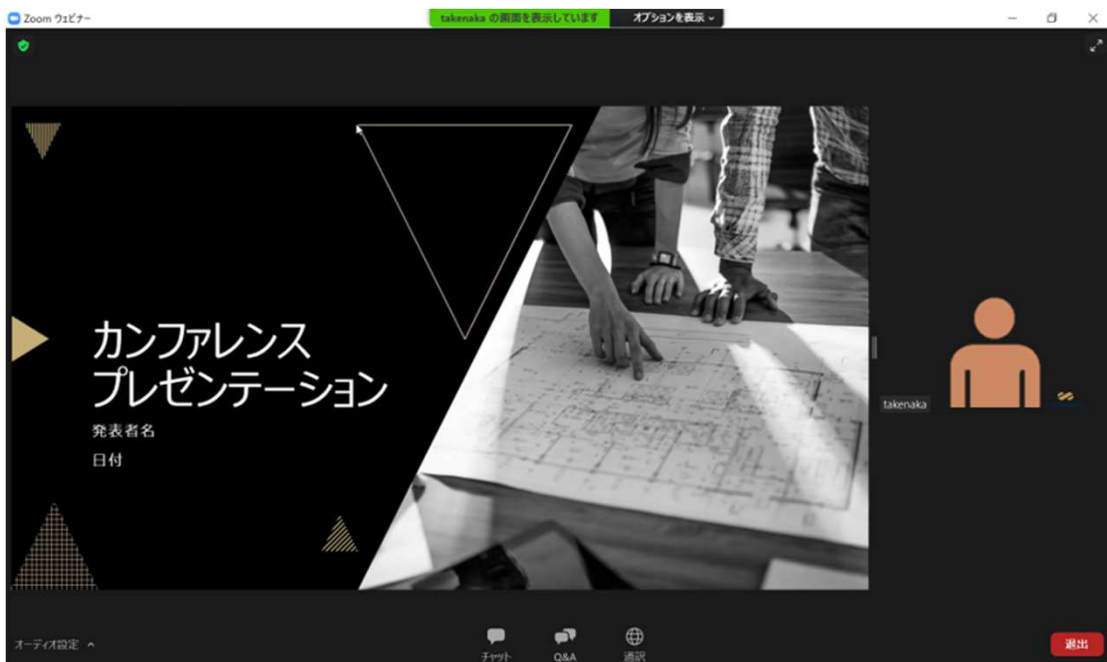 Zoom ウェビナー
takenaka の画面を表示しています
オプションを表示
カンファレンス
プレゼンテーション
発表者名
日付
takenaka
オーディオ設定
チャット
Q&A
通訳
退出